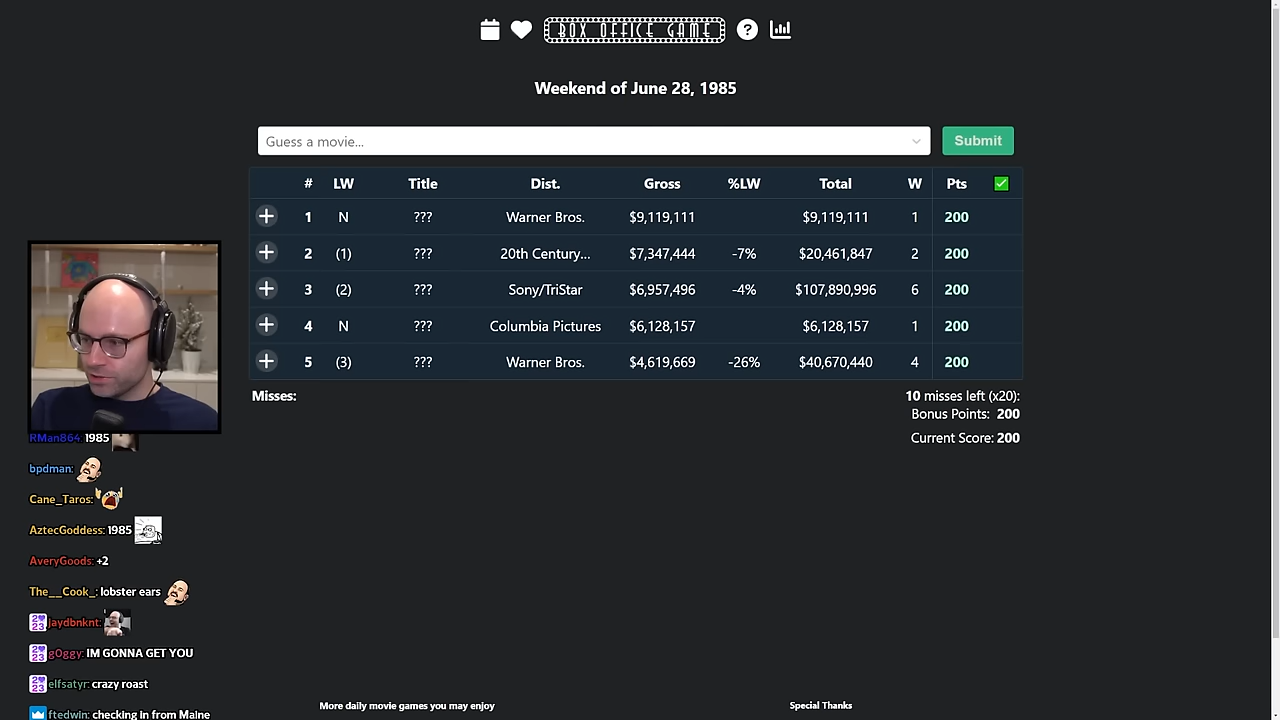 BOX OFFICE GAME
?
Weekend of June 28, 1985
Guess a movie...
Submit
# LW Title Dist. Gross %LW Total W Pts
1 N ??? Warner Bros. $9,119,111 $9,119,111 1 200
2 (1) ??? 20th Century... $7,347,444 -7% $20,461,847 2 200
3 (2) ??? Sony/TriStar $6,957,496 -4% $107,890,996 6 200
4 N ??? Columbia Pictures $6,128,157 $6,128,157 1 200
5 (3) ??? Warner Bros. $4,619,669 -26% $40,670,440 4 200
Misses:
10 misses left (x20):
Bonus Points: 200
Current Score: 200
RMan864: 1985
bpdman:
Cane_Taros:
AztecGoddess: 1985
AveryGoods: +2
The__Cook_: lobster ears
Jaydbnknt:
g0ggy: IM GONNA GET YOU
elfsatyr: crazy roast
ftedwin: checking in from Maine
More daily movie games you may enjoy
Special Thanks